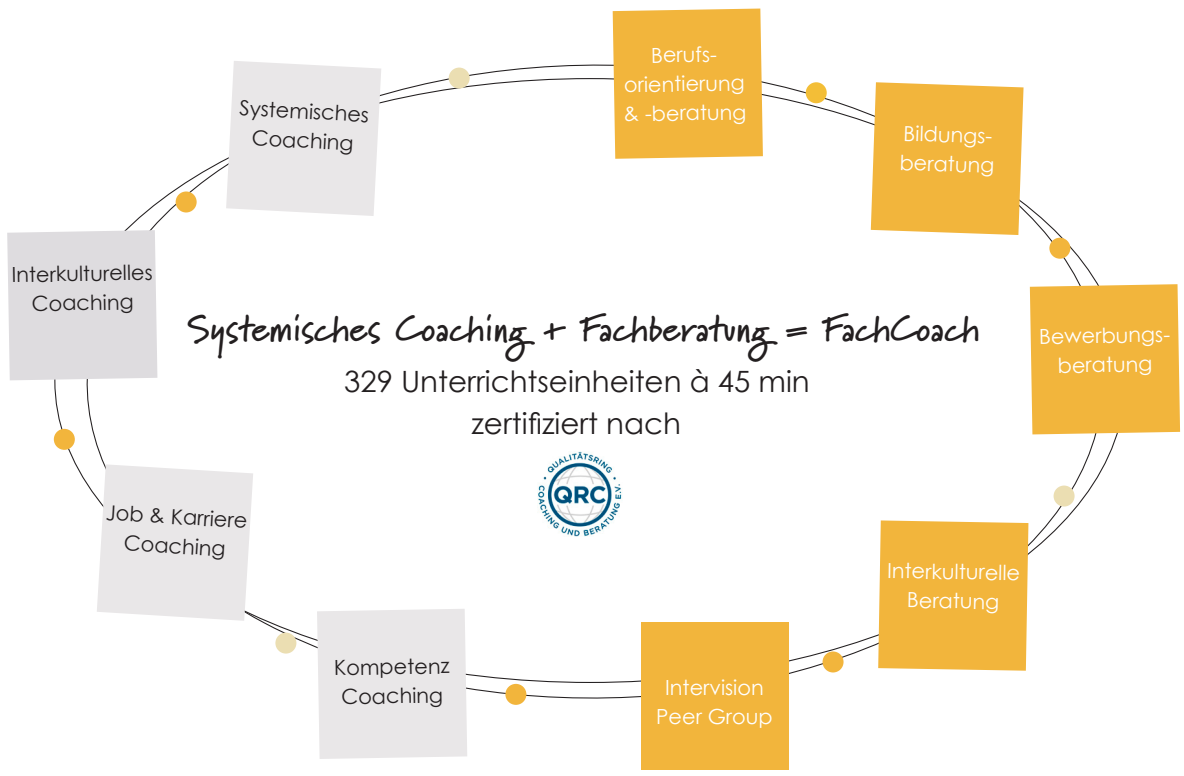 Berufs-
orientierung
& -beratung
Systemisches
Coaching
Bildungs-
beratung
Interkulturelles
Coaching
Systemisches Coaching + Fachberatung = FachCoach
329 Unterrichtseinheiten à 45 min
zertifiziert nach
Bewerbungs-
beratung
QUALITÄTSRING
QRC
COACHING UND BERATUNG E.V.
Job & Karriere
Coaching
Interkulturelle
Beratung
Kompetenz
Coaching
Intervision
Peer Group